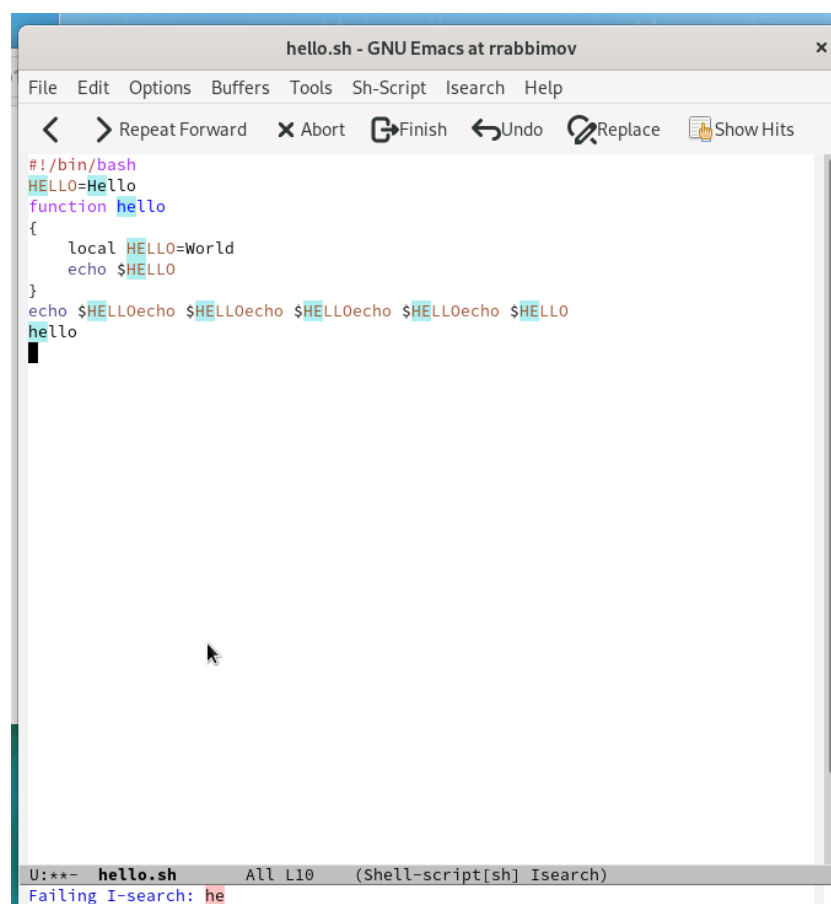 hello.sh - GNU Emacs at rrabbimov ×
File Edit Options Buffers Tools Sh-Script Isearch Help
Repeat Forward Abort Finish Undo Replace Show Hits
#!/bin/bash
HELLO=Hello
function hello
{
    local HELLO=World
    echo $HELLO
}
echo $HELLOecho $HELLOecho $HELLOecho $HELLOecho $HELLO
hello
U:**-  hello.sh       All L10    (Shell-script[sh] Isearch)
Failing I-search: he